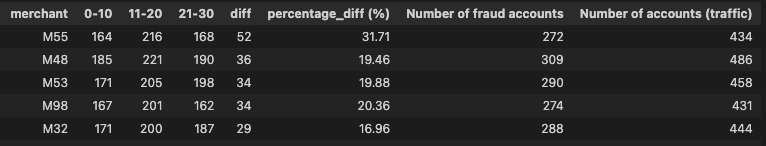 merchant 0-10 11-20 21-30 diff percentage_diff (%) Number of fraud accounts Number of accounts (traffic)
M55 164 216 168 52 31.71 272 434
M48 185 221 190 36 19.46 309 486
M53 171 205 198 34 19.88 290 458
M98 167 201 162 34 20.36 274 431
M32 171 200 187 29 16.96 288 444